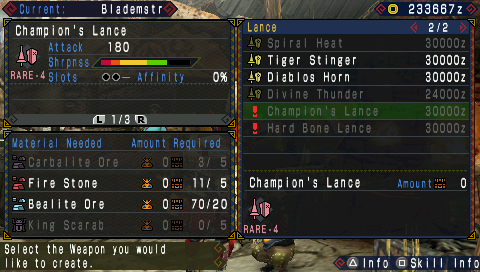 Current: Blademstr
233667z
Champion's Lance
Attack 180
Shrpnss
RARE-4
Slots ○○— Affinity 0%
L 1/3 R
Material Needed Amount Required
Carbalite Ore 0 3/ 5
Fire Stone 0 11/ 5
Bealite Ore 0 70/20
King Scarab 0 0/ 5
Select the Weapon you would
like to create.
Lance 2/2
Spiral Heat 30000z
Tiger Stinger 30000z
Diablos Horn 30000z
Divine Thunder 24000z
Champion's Lance 30000z
Hard Bone Lance 30000z
Champion's Lance Amount 0
RARE-4
△ Info □ Skill Info